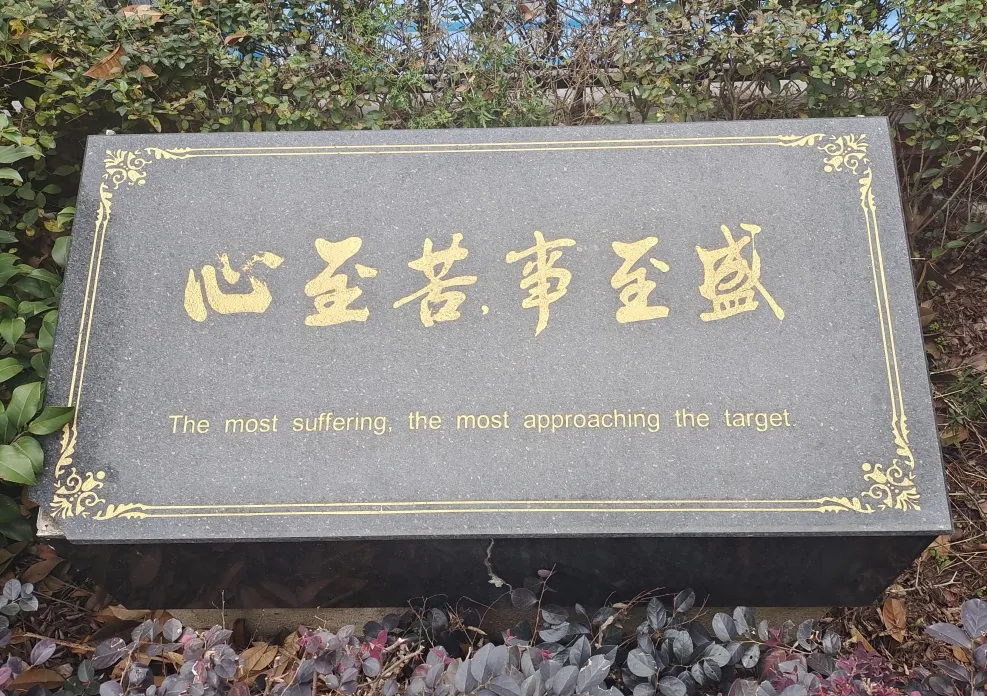 心至苦、事至盛
The most suffering, the most approaching the target.